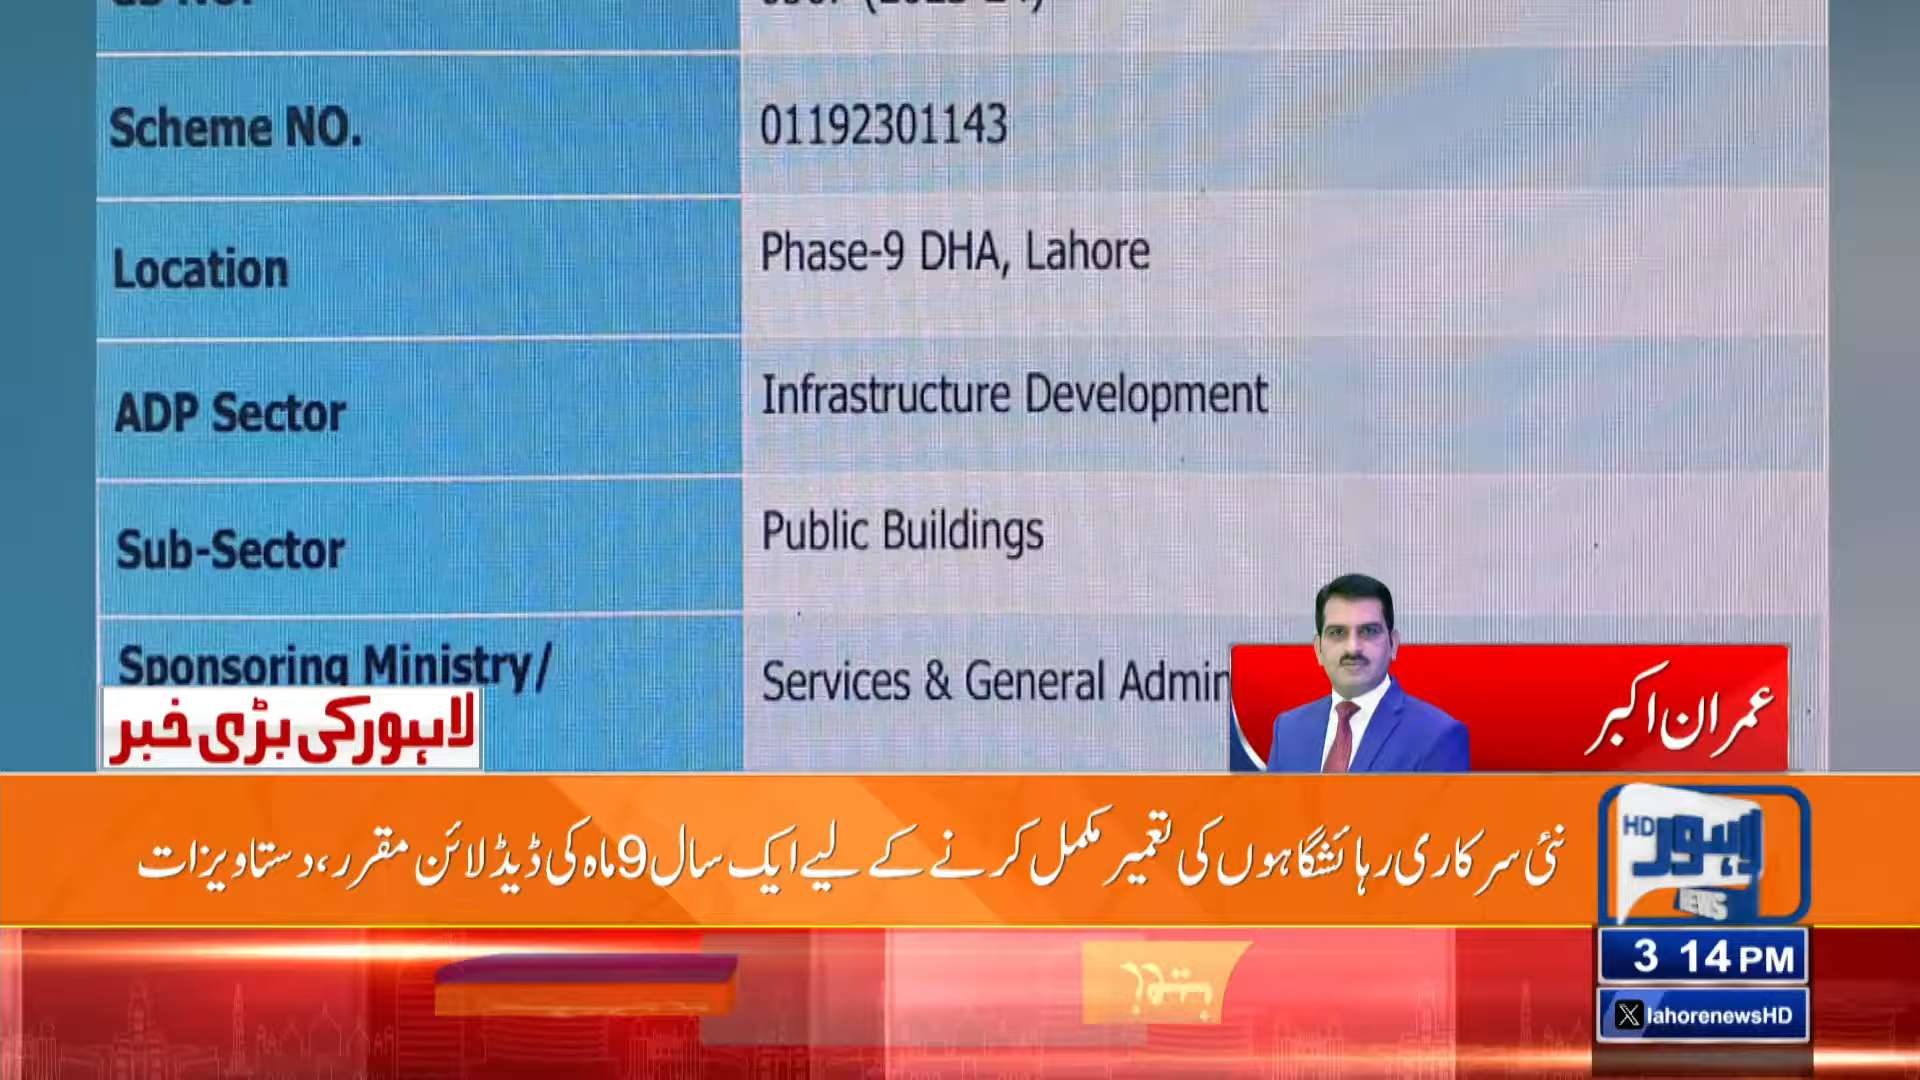 Scheme NO. 01192301143
Location Phase-9 DHA, Lahore
ADP Sector Infrastructure Development
Sub-Sector Public Buildings
Sponsoring Ministry/ Services & General Admin
لاہور کی بڑی خبر
عمران اکبر
نئی سرکاری رہائشگاہوں کی تعمیر مکمل کرنے کے لیے ایک سال 9 ماہ کی ڈیڈ لائن مقرر، دستاویزات
HD لاہور
NEWS
3 14 PM
X lahorenewsHD